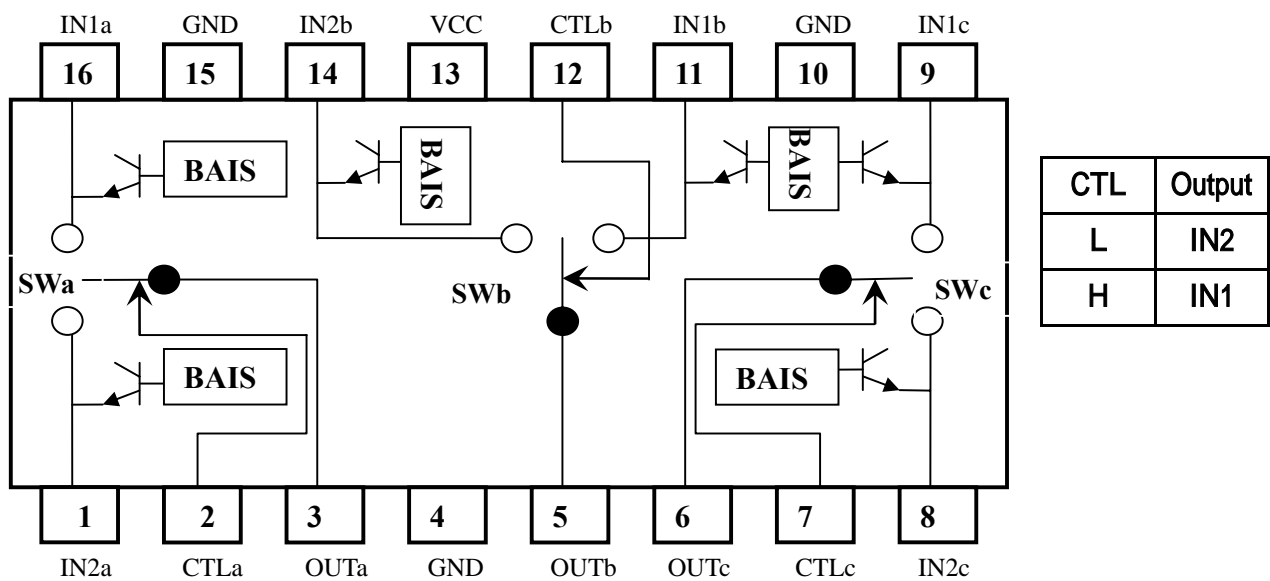 IN1a GND IN2b VCC CTLb IN1b GND IN1c
16 15 14 13 12 11 10 9
BAIS BAIS BAIS
CTL Output
L IN2
H IN1
SWa SWb SWc
BAIS BAIS
1 2 3 4 5 6 7 8
IN2a CTLa OUTa GND OUTb OUTc CTLc IN2c